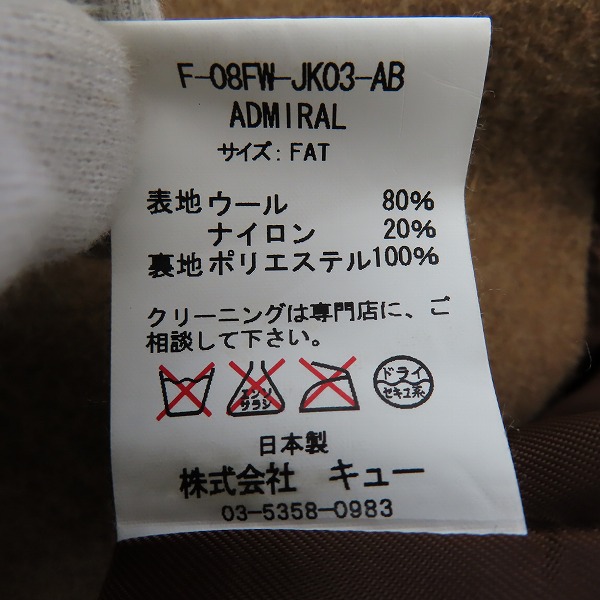 F-08FW-JK03-AB
ADMIRAL
サイズ: FAT
表地 ウール 80%
ナイロン 20%
裏地 ポリエステル 100%
クリーニングは専門店に、ご
相談して下さい。
エンソ
サラシ
ドライ
セキユ系
日本製
株式会社 キュー
03-5358-0983